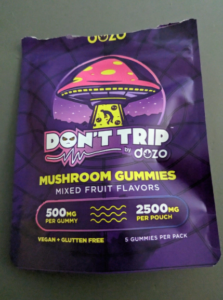 dozo
DON'T TRIP
BY dozo
MUSHROOM GUMMIES
MIXED FRUIT FLAVORS
500MG
PER GUMMY
2500MG
PER POUCH
VEGAN + GLUTEN FREE
5 GUMMIES PER PACK